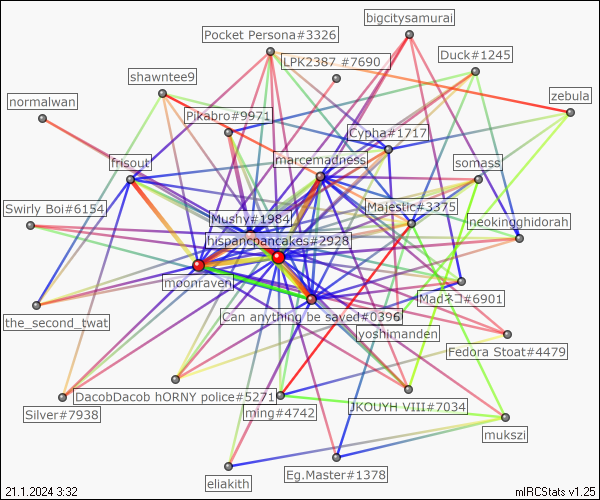 bigcitysamurai
Pocket Persona#3326
Duck#1245
LPK2387 #7690
shawntee9
zebula
normalwan
Pikabro#9971
Cypha#1717
marcemadness
frisout
somass
Swirly Boi#6154
Majestic#3375
Mushy#1984
neokingghidorah
hispancpancakes#2928
moonraven
Madネコ#6901
Can anything be saved#0396
the_second_twat
yoshimanden
Fedora Stoat#4479
DacobDacob hORNY police#5271
JKOUYH VIII#7034
Silver#7938
ming#4742
mukszi
Eg.Master#1378
eliakith
21.1.2024 3:32
mIRCStats v1.25